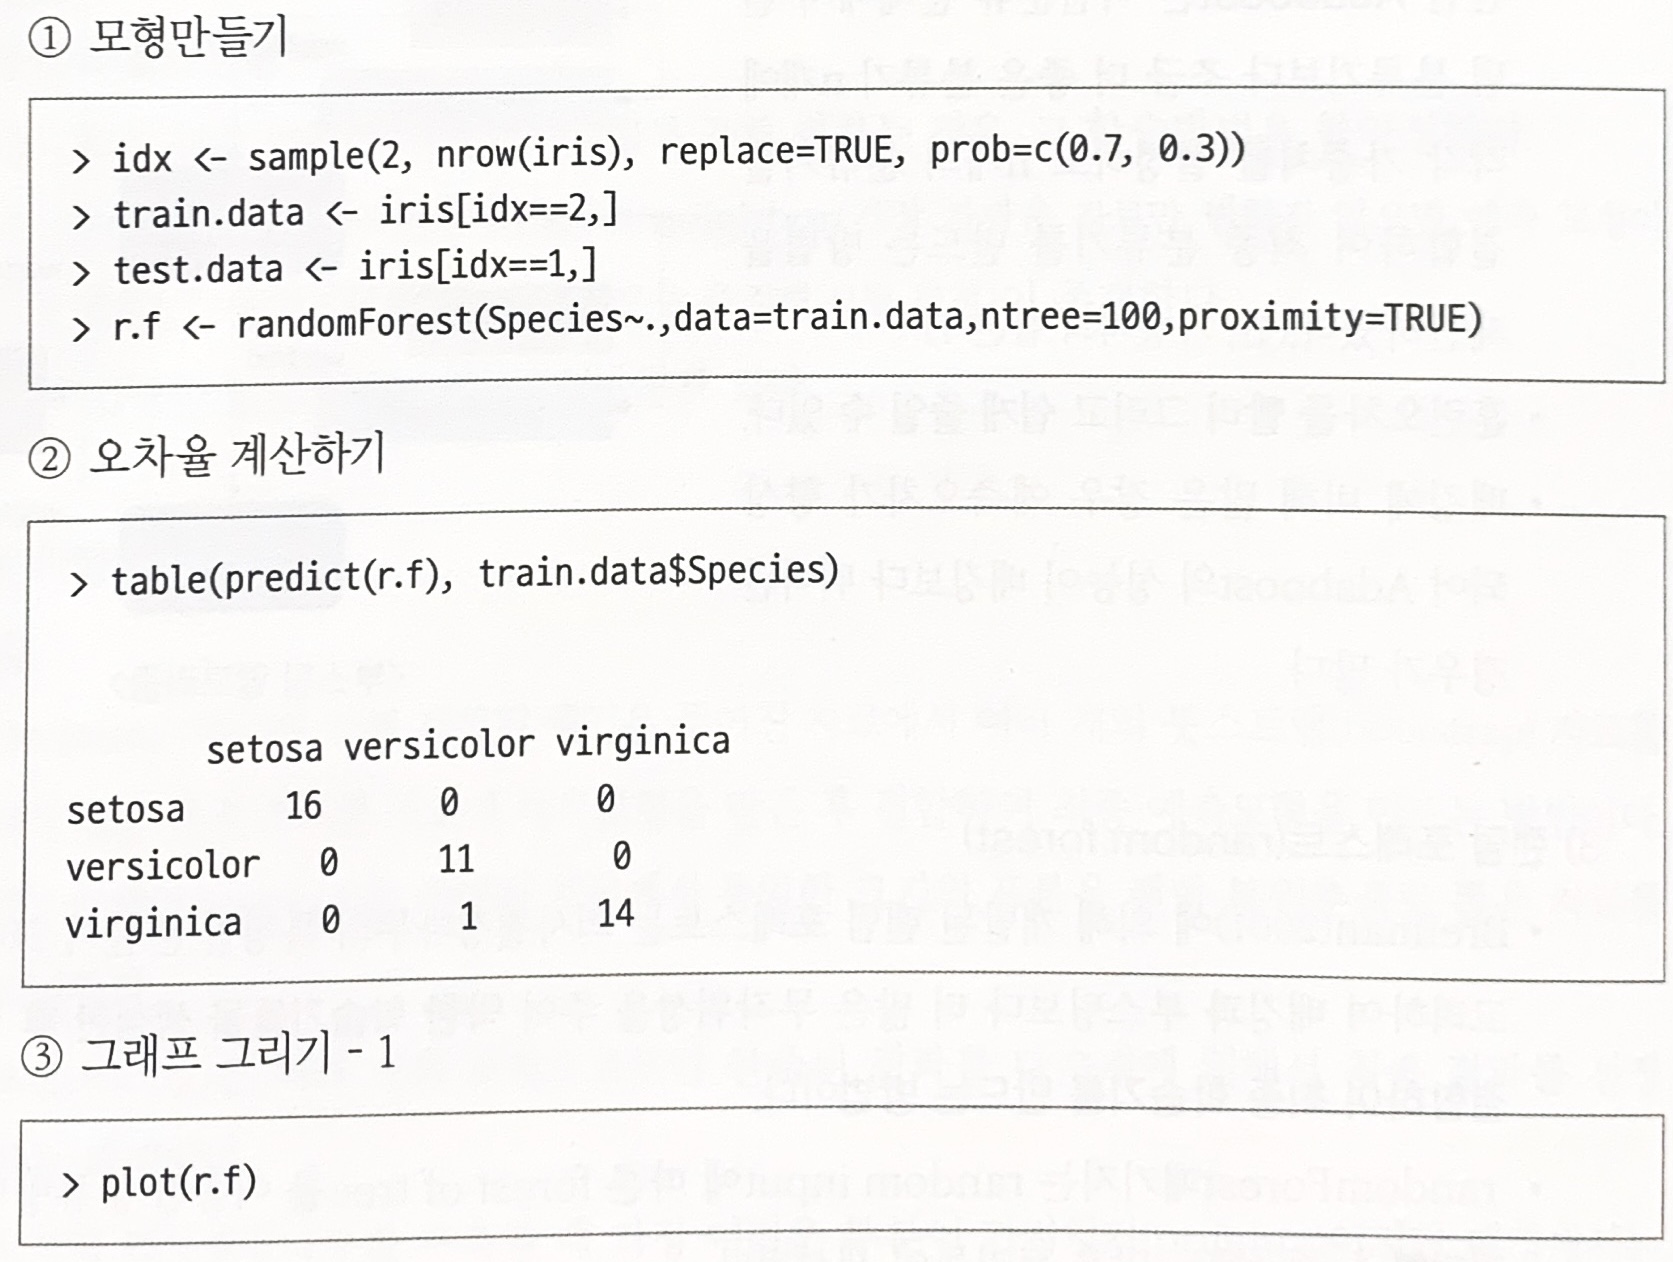 ① 모형만들기
> idx <- sample(2, nrow(iris), replace=TRUE, prob=c(0.7, 0.3))
> train.data <- iris[idx==2,]
> test.data <- iris[idx==1,]
> r.f <- randomForest(Species~.,data=train.data,ntree=100,proximity=TRUE)
② 오차율 계산하기
> table(predict(r.f), train.data$Species)
setosa versicolor virginica
setosa 16 0 0
versicolor 0 11 0
virginica 0 1 14
③ 그래프 그리기 - 1
> plot(r.f)